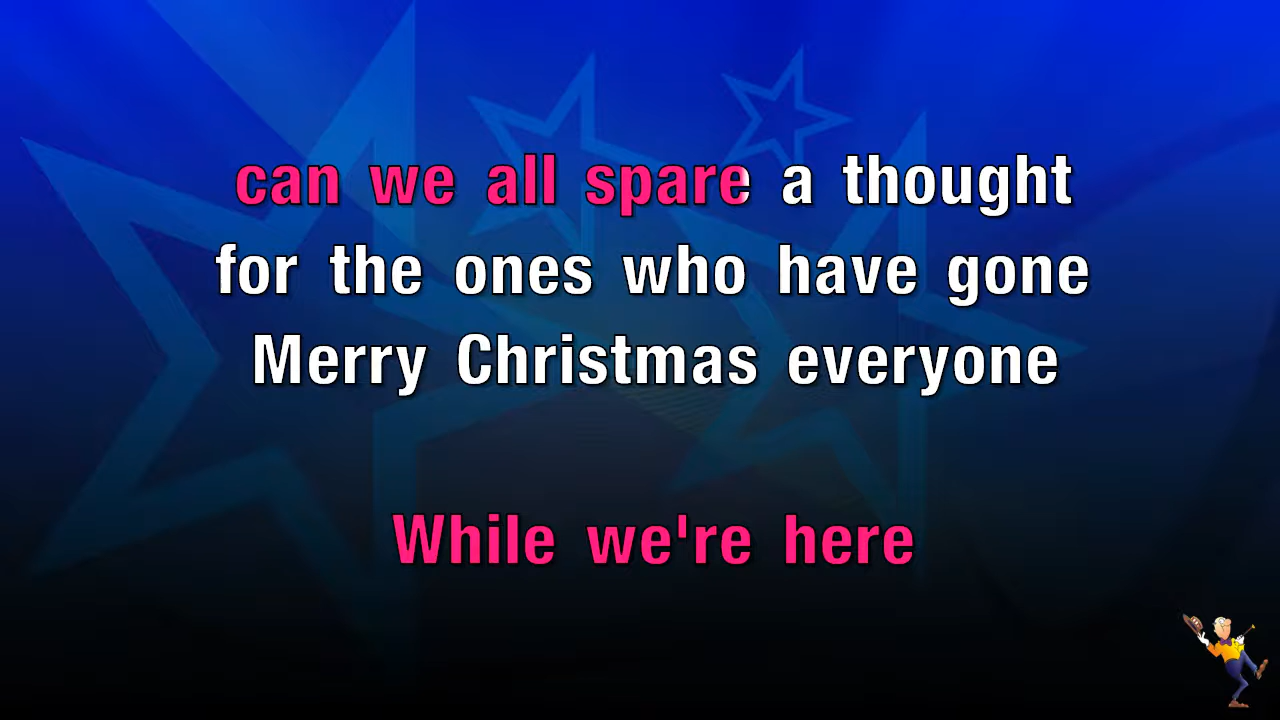 can we all spare a thought
for the ones who have gone
Merry Christmas everyone
While we're here